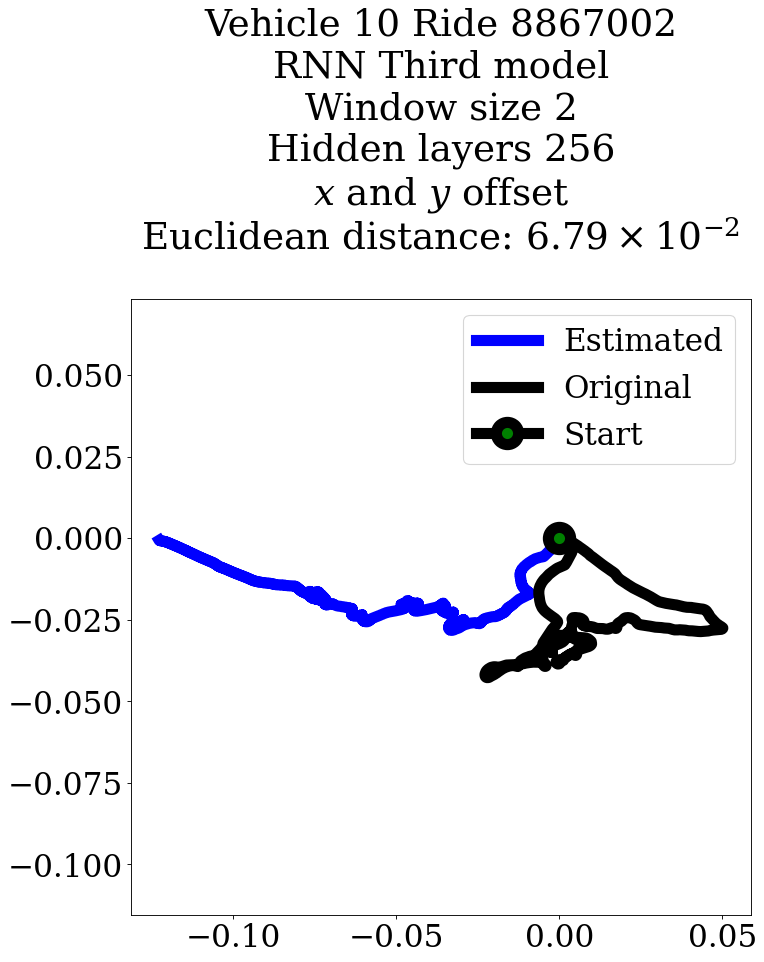 Vehicle 10 Ride 8867002
RNN Third model
Window size 2
Hidden layers 256
x and y offset
Euclidean distance: 6.79 × 10⁻²
Estimated
Original
Start
0.050
0.025
0.000
−0.025
−0.050
−0.075
−0.100
−0.10
−0.05
0.00
0.05